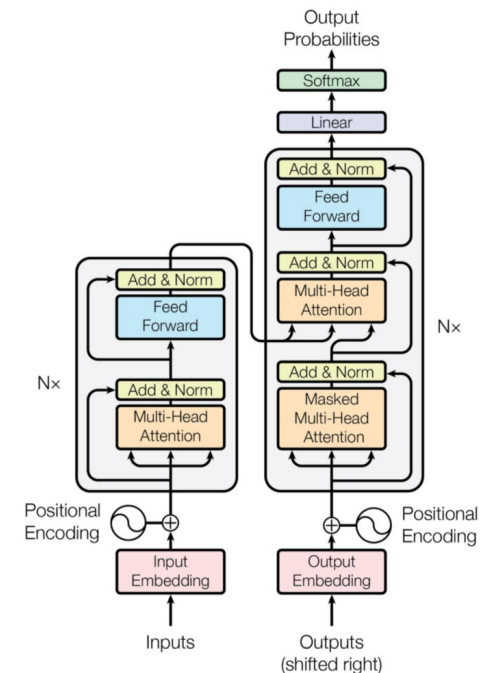 Output
Probabilities
Softmax
Linear
Add & Norm
Feed
Forward
Add & Norm
Multi-Head
Attention
Add & Norm
Masked
Multi-Head
Attention
Nx
Add & Norm
Feed
Forward
Add & Norm
Multi-Head
Attention
Nx
Positional
Encoding
Positional
Encoding
Input
Embedding
Output
Embedding
Inputs
Outputs
(shifted right)